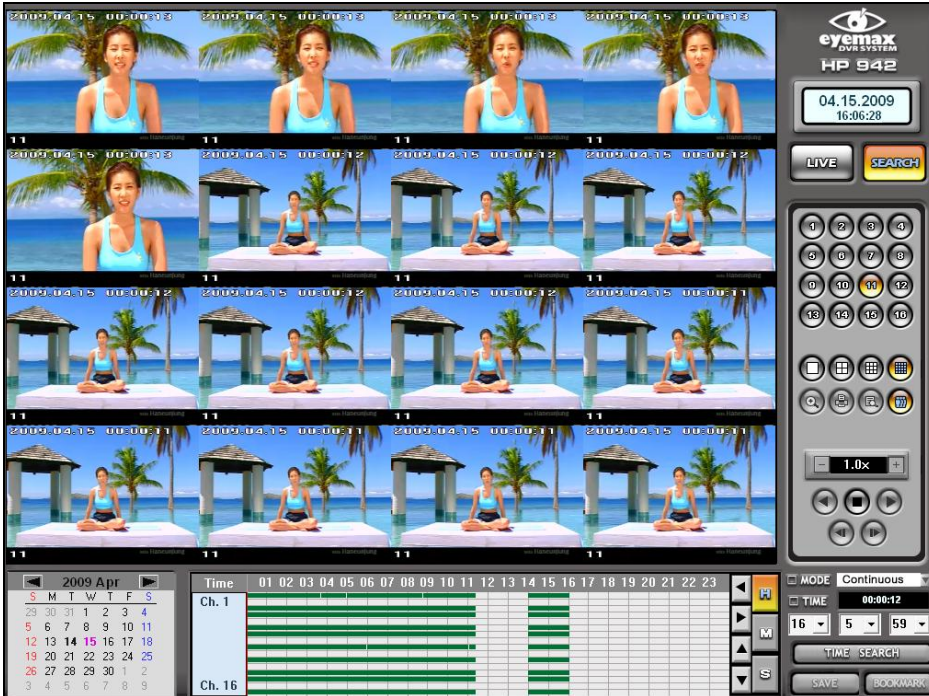 2009.04.15 00:00:13 2009.04.15 00:00:13 2009.04.15 00:00:13 2009.04.15 00:00:13
11 11 11 11
2009.04.15 00:00:13 2009.04.15 00:00:12 2009.04.15 00:00:12 2009.04.15 00:00:12
11 11 11 11
2009.04.15 00:00:12 2009.04.15 00:00:12 2009.04.15 00:00:12 2009.04.15 00:00:11
11 11 11 11
2009.04.15 00:00:11 2009.04.15 00:00:11 2009.04.15 00:00:11 2009.04.15 00:00:11
11 11 11 11
eyemax
DVR SYSTEM
HP 942
04.15.2009
16:06:28
LIVE SEARCH
1 2 3 4
5 6 7 8
9 10 11 12
13 14 15 16
- 1.0x +
2009 Apr
S M T W T F S
29 30 31 1 2 3 4
5 6 7 8 9 10 11
12 13 14 15 16 17 18
19 20 21 22 23 24 25
26 27 28 29 30 1 2
3 4 5 6 7 8 9
Time 01 02 03 04 05 06 07 08 09 10 11 12 13 14 15 16 17 18 19 20 21 22 23
Ch. 1
Ch. 16
H
M
S
MODE Continuous
TIME 00:00:12
16 5 59
TIME SEARCH
SAVE BOOKMARK